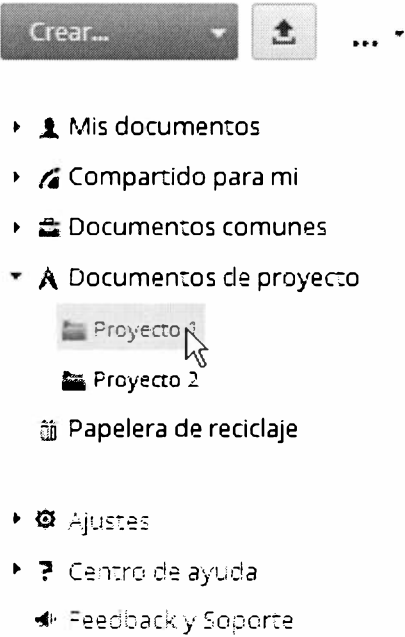 Crear...
...
Mis documentos
Compartido para mi
Documentos comunes
Documentos de proyecto
Proyecto 1
Proyecto 2
Papelera de reciclaje
Ajustes
? Centro de ayuda
Feedback y Soporte